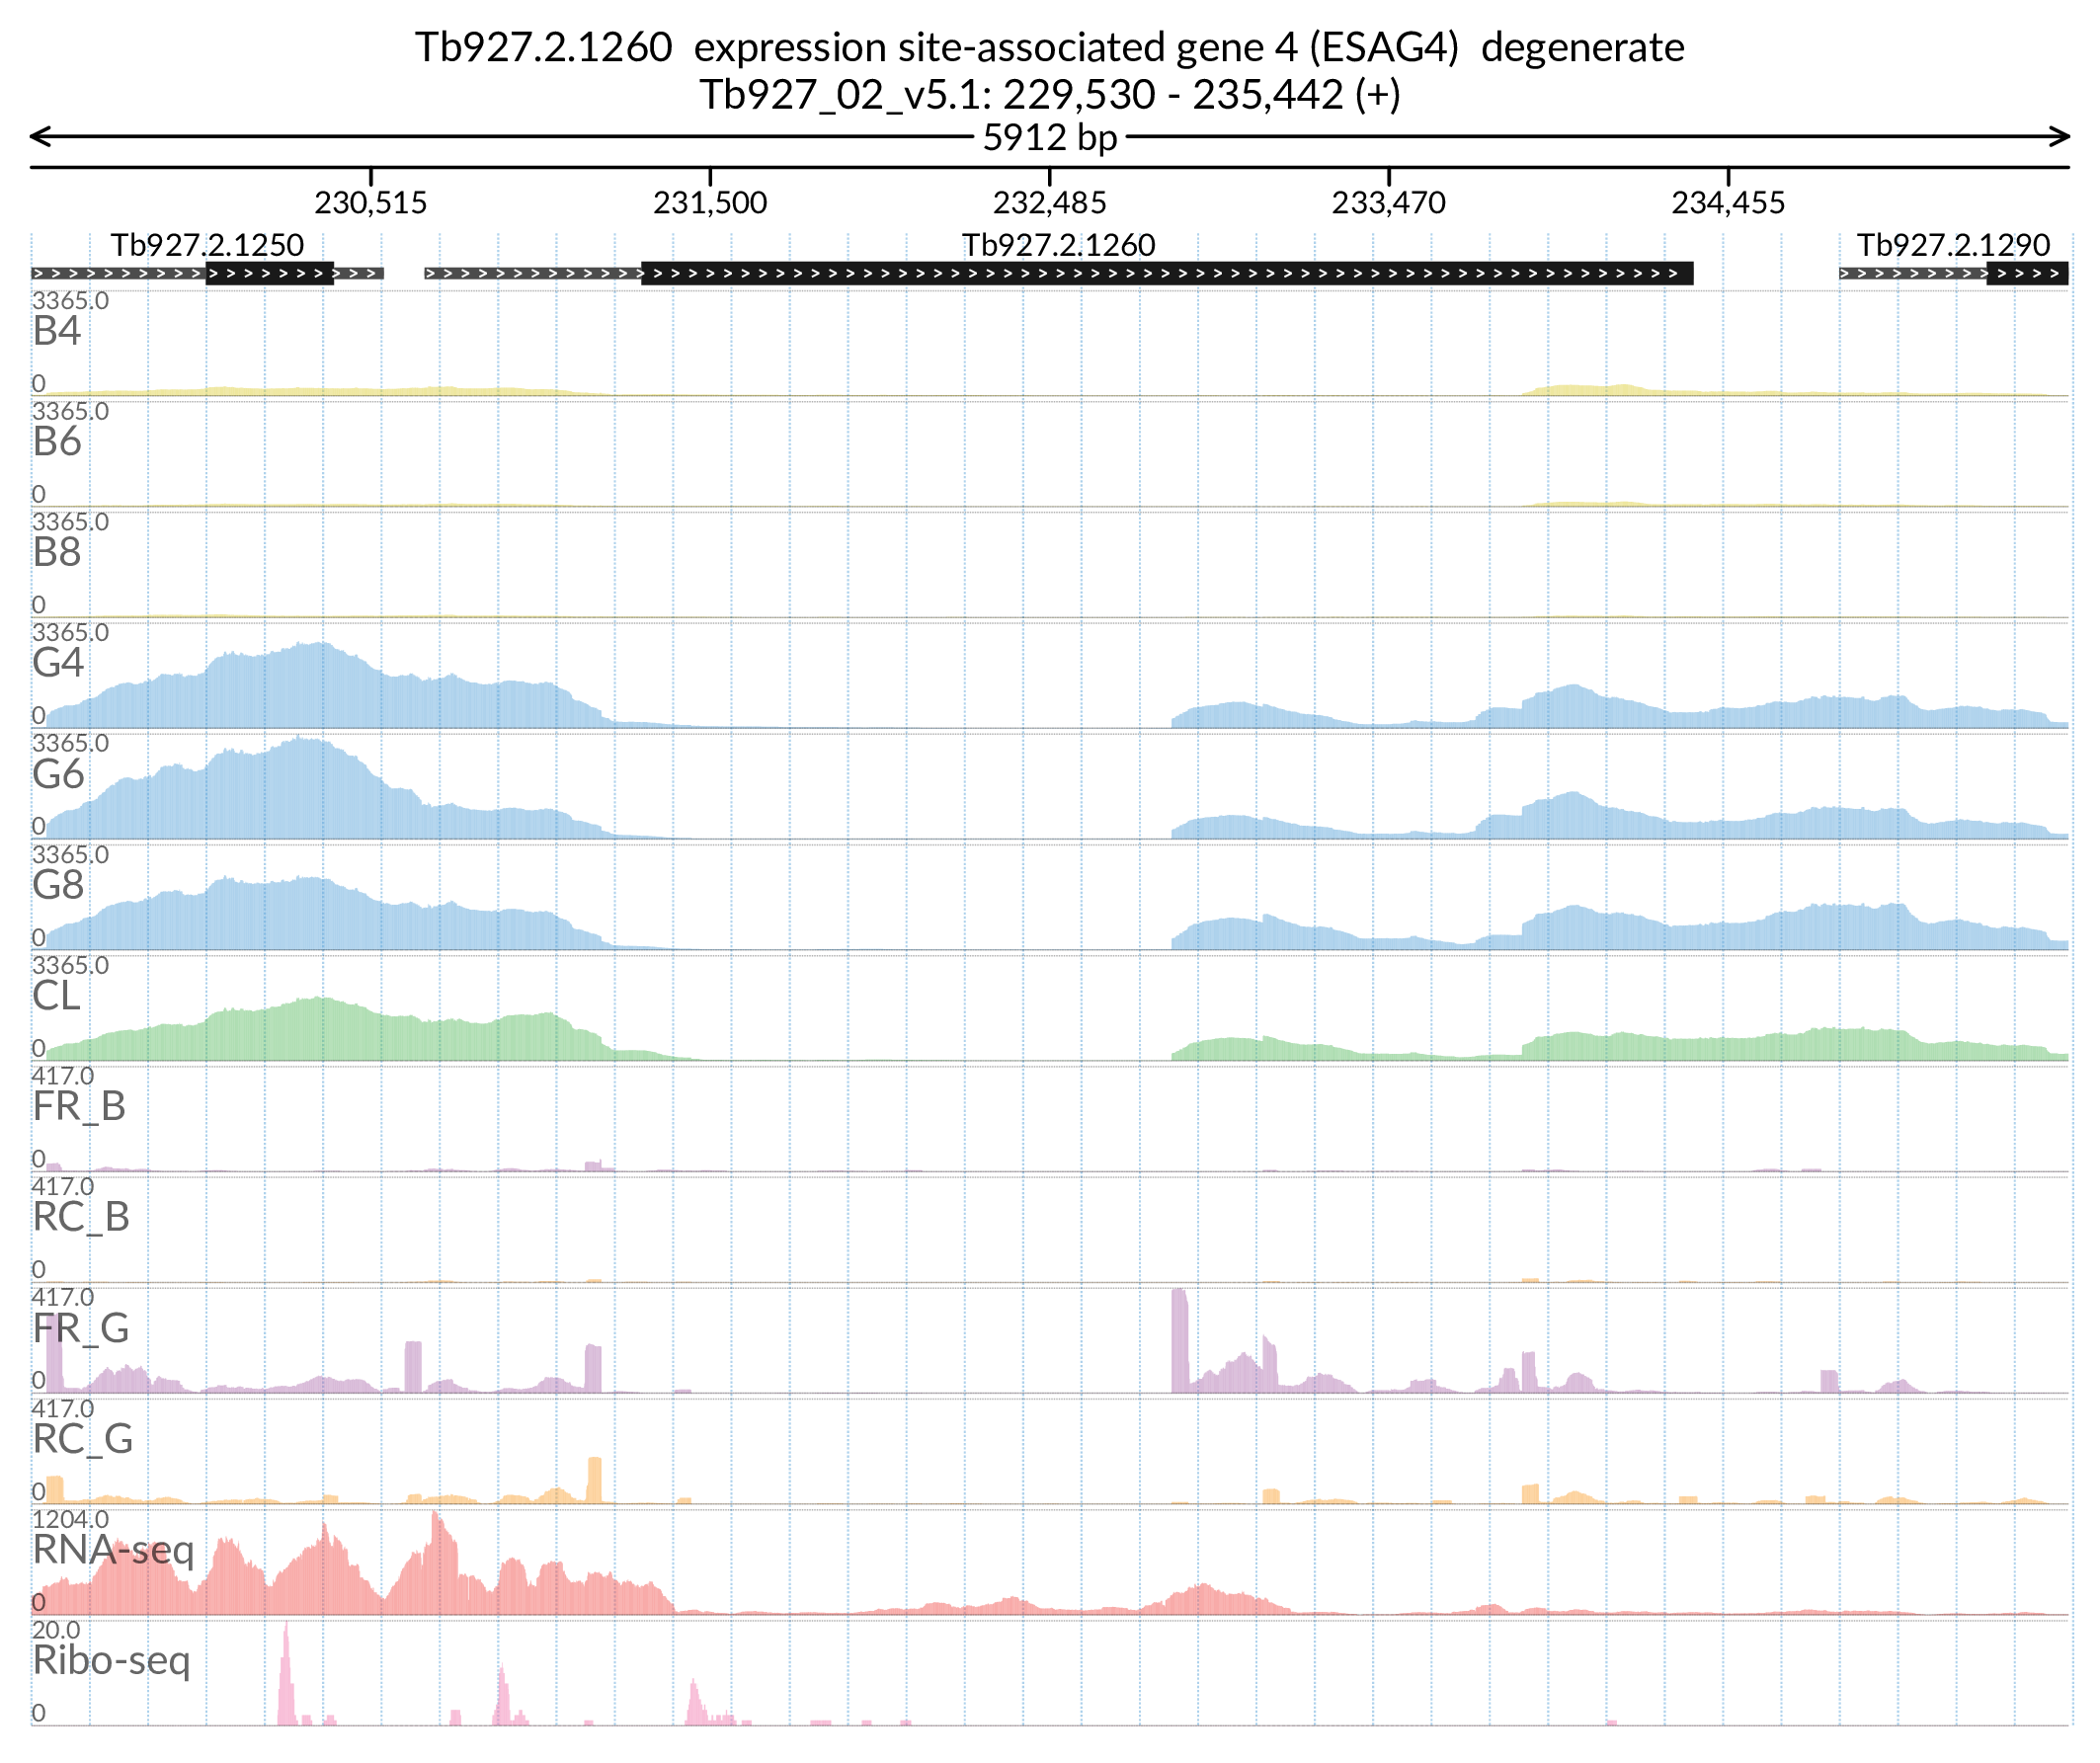 Tb927.2.1260  expression site-associated gene 4 (ESAG4)  degenerate
Tb927_02_v5.1: 229,530 - 235,442 (+)
5912 bp
230,515 231,500 232,485 233,470 234,455
Tb927.2.1250 Tb927.2.1260 Tb927.2.1290
3365.0
B4
0
3365.0
B6
0
3365.0
B8
0
3365.0
G4
0
3365.0
G6
0
3365.0
G8
0
3365.0
CL
0
417.0
FR_B
0
417.0
RC_B
0
417.0
FR_G
0
417.0
RC_G
0
1204.0
RNA-seq
0
20.0
Ribo-seq
0